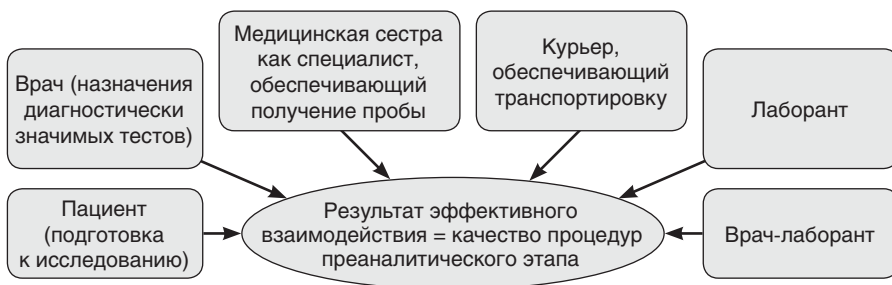 Врач (назначения
диагностически
значимых тестов)
Медицинская сестра
как специалист,
обеспечивающий
получение пробы
Курьер,
обеспечивающий
транспортировку
Лаборант
Пациент
(подготовка
к исследованию)
Результат эффективного
взаимодействия = качество процедур
преаналитического этапа
Врач-лаборант